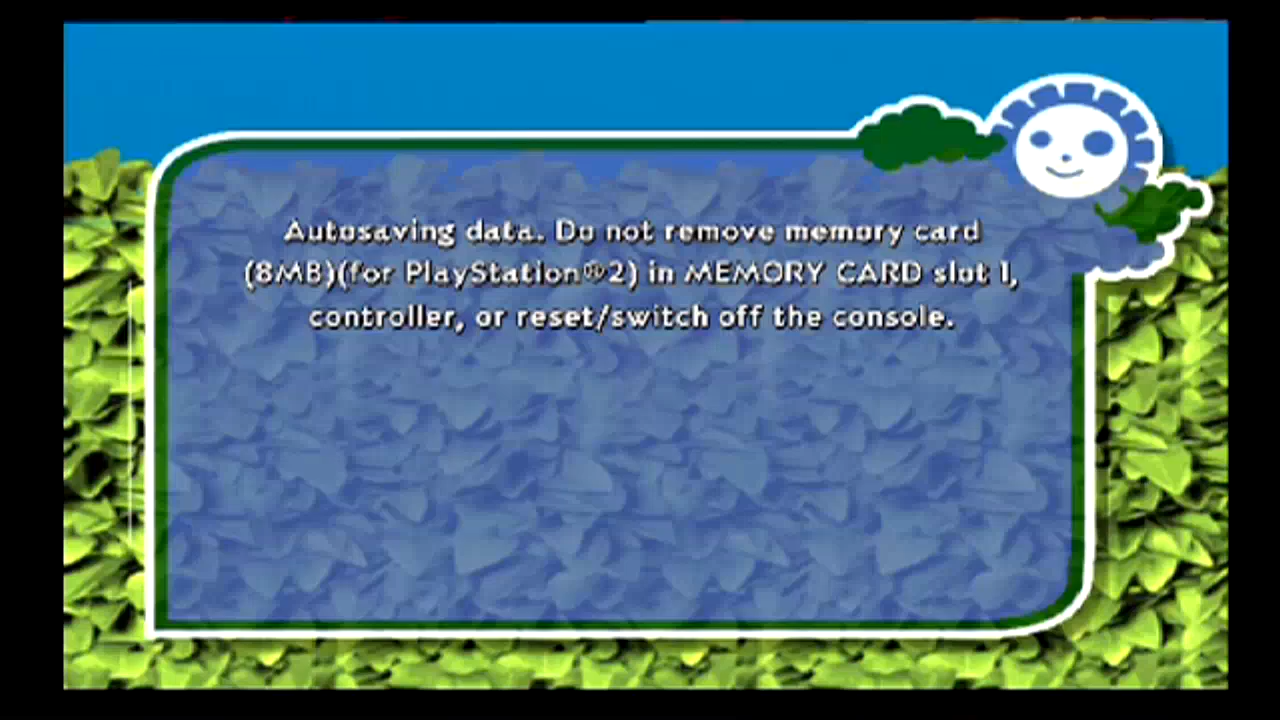 Autosaving data. Do not remove memory card
(8MB)(for PlayStation®2) in MEMORY CARD slot 1,
controller, or reset/switch off the console.